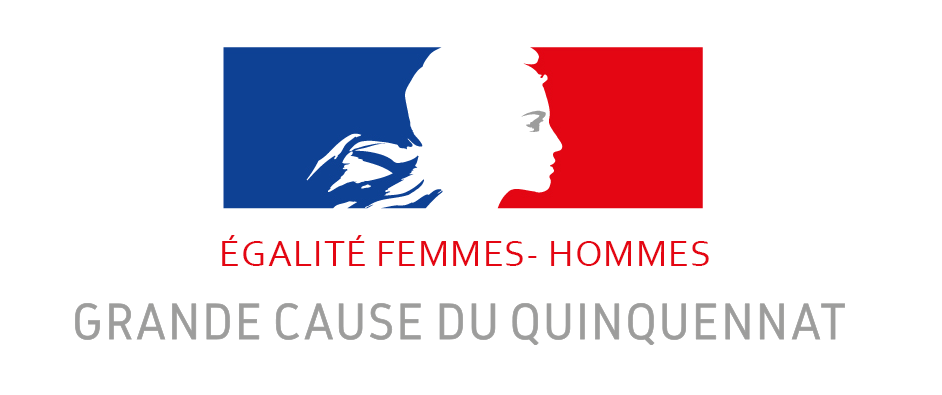 ÉGALITÉ FEMMES- HOMMES
GRANDE CAUSE DU QUINQUENNAT